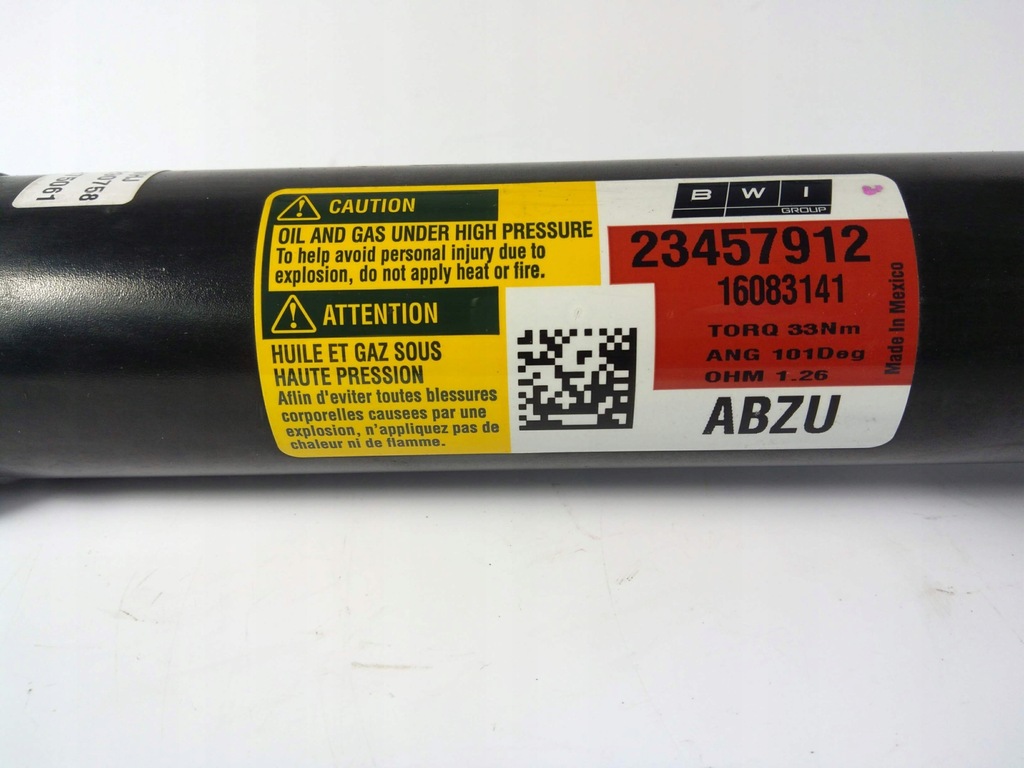 CAUTION
OIL AND GAS UNDER HIGH PRESSURE
To help avoid personal injury due to
explosion, do not apply heat or fire.
ATTENTION
HUILE ET GAZ SOUS
HAUTE PRESSION
Aflin d'eviter toutes blessures
corporelles causees par une
explosion, n'appliquez pas de
chaleur ni de flamme.
BWI
GROUP
23457912
16083141
TORQ 33Nm
ANG 101Deg
OHM 1.26
Made In Mexico
ABZU